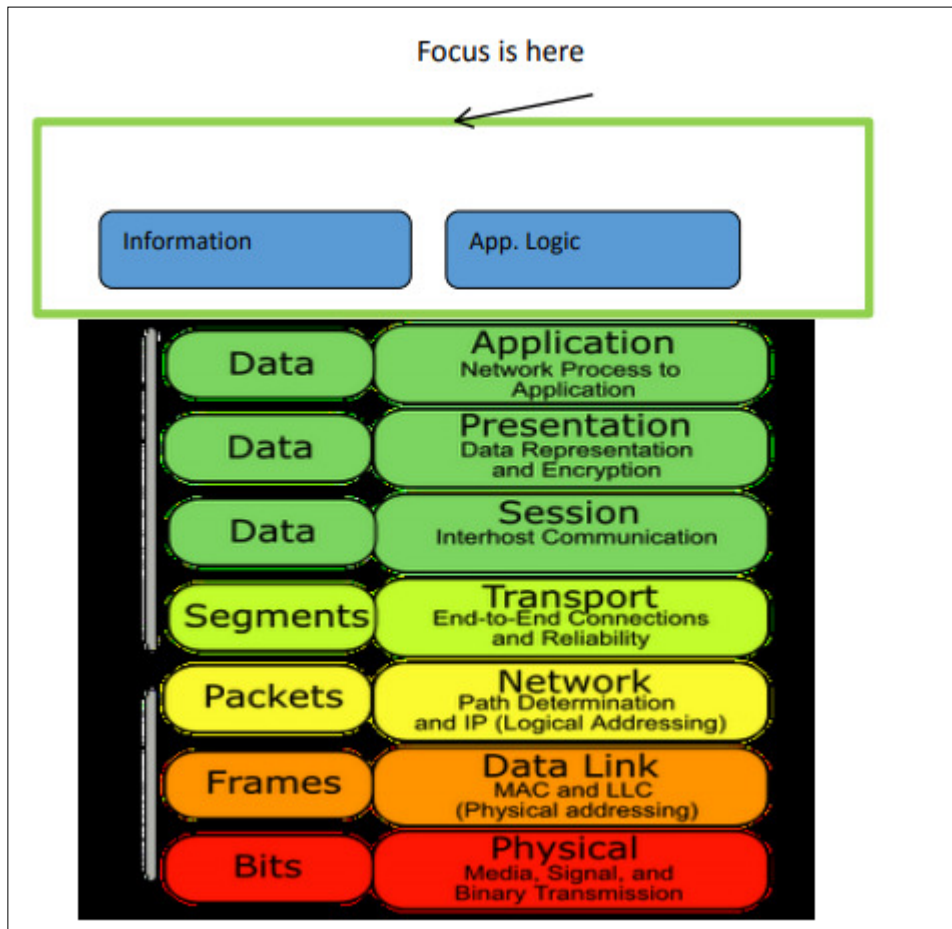 Focus is here
Information
App. Logic
Data
Application
Network Process to
Application
Data
Presentation
Data Representation
and Encryption
Data
Session
Interhost Communication
Segments
Transport
End-to-End Connections
and Reliability
Packets
Network
Path Determination
and IP (Logical Addressing)
Frames
Data Link
MAC and LLC
(Physical addressing)
Bits
Physical
Media, Signal, and
Binary Transmission